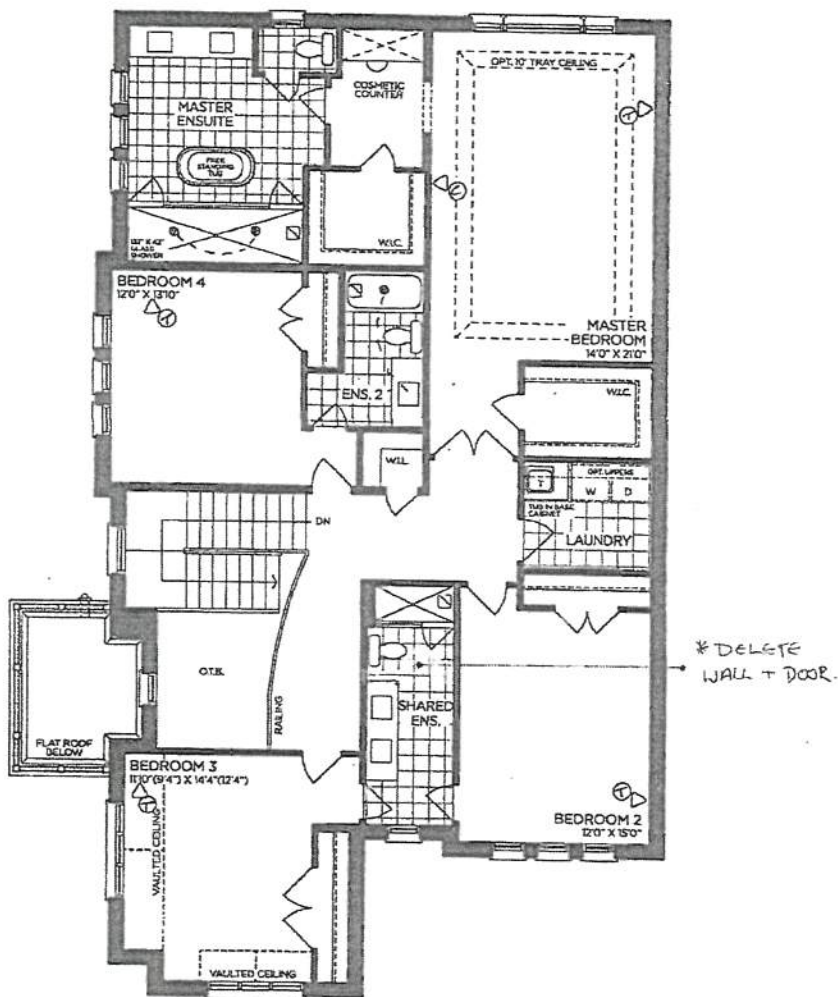 OPT. 10' TRAY CEILING
COSMETIC
COUNTER
MASTER
ENSUITE
FREE
STANDING
TUB
W.I.C.
GLASS
SHOWER
BEDROOM 4
12'0" X 13'10"
T
T
T
MASTER
BEDROOM
14'0" X 21'0"
ENS. 2
W.I.C.
W.I.L.
OPT. UPPERS
T
W
D
TUB IN BASE
CABINET
LAUNDRY
DN
O.T.B.
RAILING
SHARED
ENS.
* DELETE
WALL + DOOR.
FLAT ROOF
BELOW
BEDROOM 3
11'10"(9'4") X 14'4"(12'4")
T
VAULTED CEILING
T
BEDROOM 2
12'0" X 15'0"
VAULTED CEILING